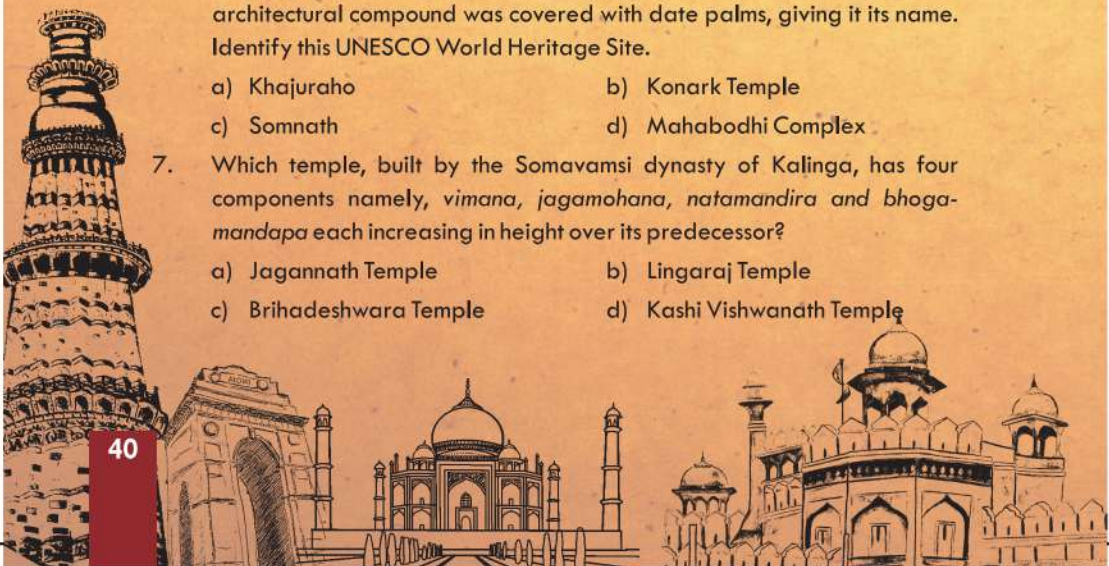 architectural compound was covered with date palms, giving it its name.
Identify this UNESCO World Heritage Site.
a) Khajuraho b) Konark Temple
c) Somnath d) Mahabodhi Complex
7. Which temple, built by the Somavamsi dynasty of Kalinga, has four
components namely, vimana, jagamohana, natamandira and bhoga-
mandapa each increasing in height over its predecessor?
a) Jagannath Temple b) Lingaraj Temple
c) Brihadeshwara Temple d) Kashi Vishwanath Temple
40